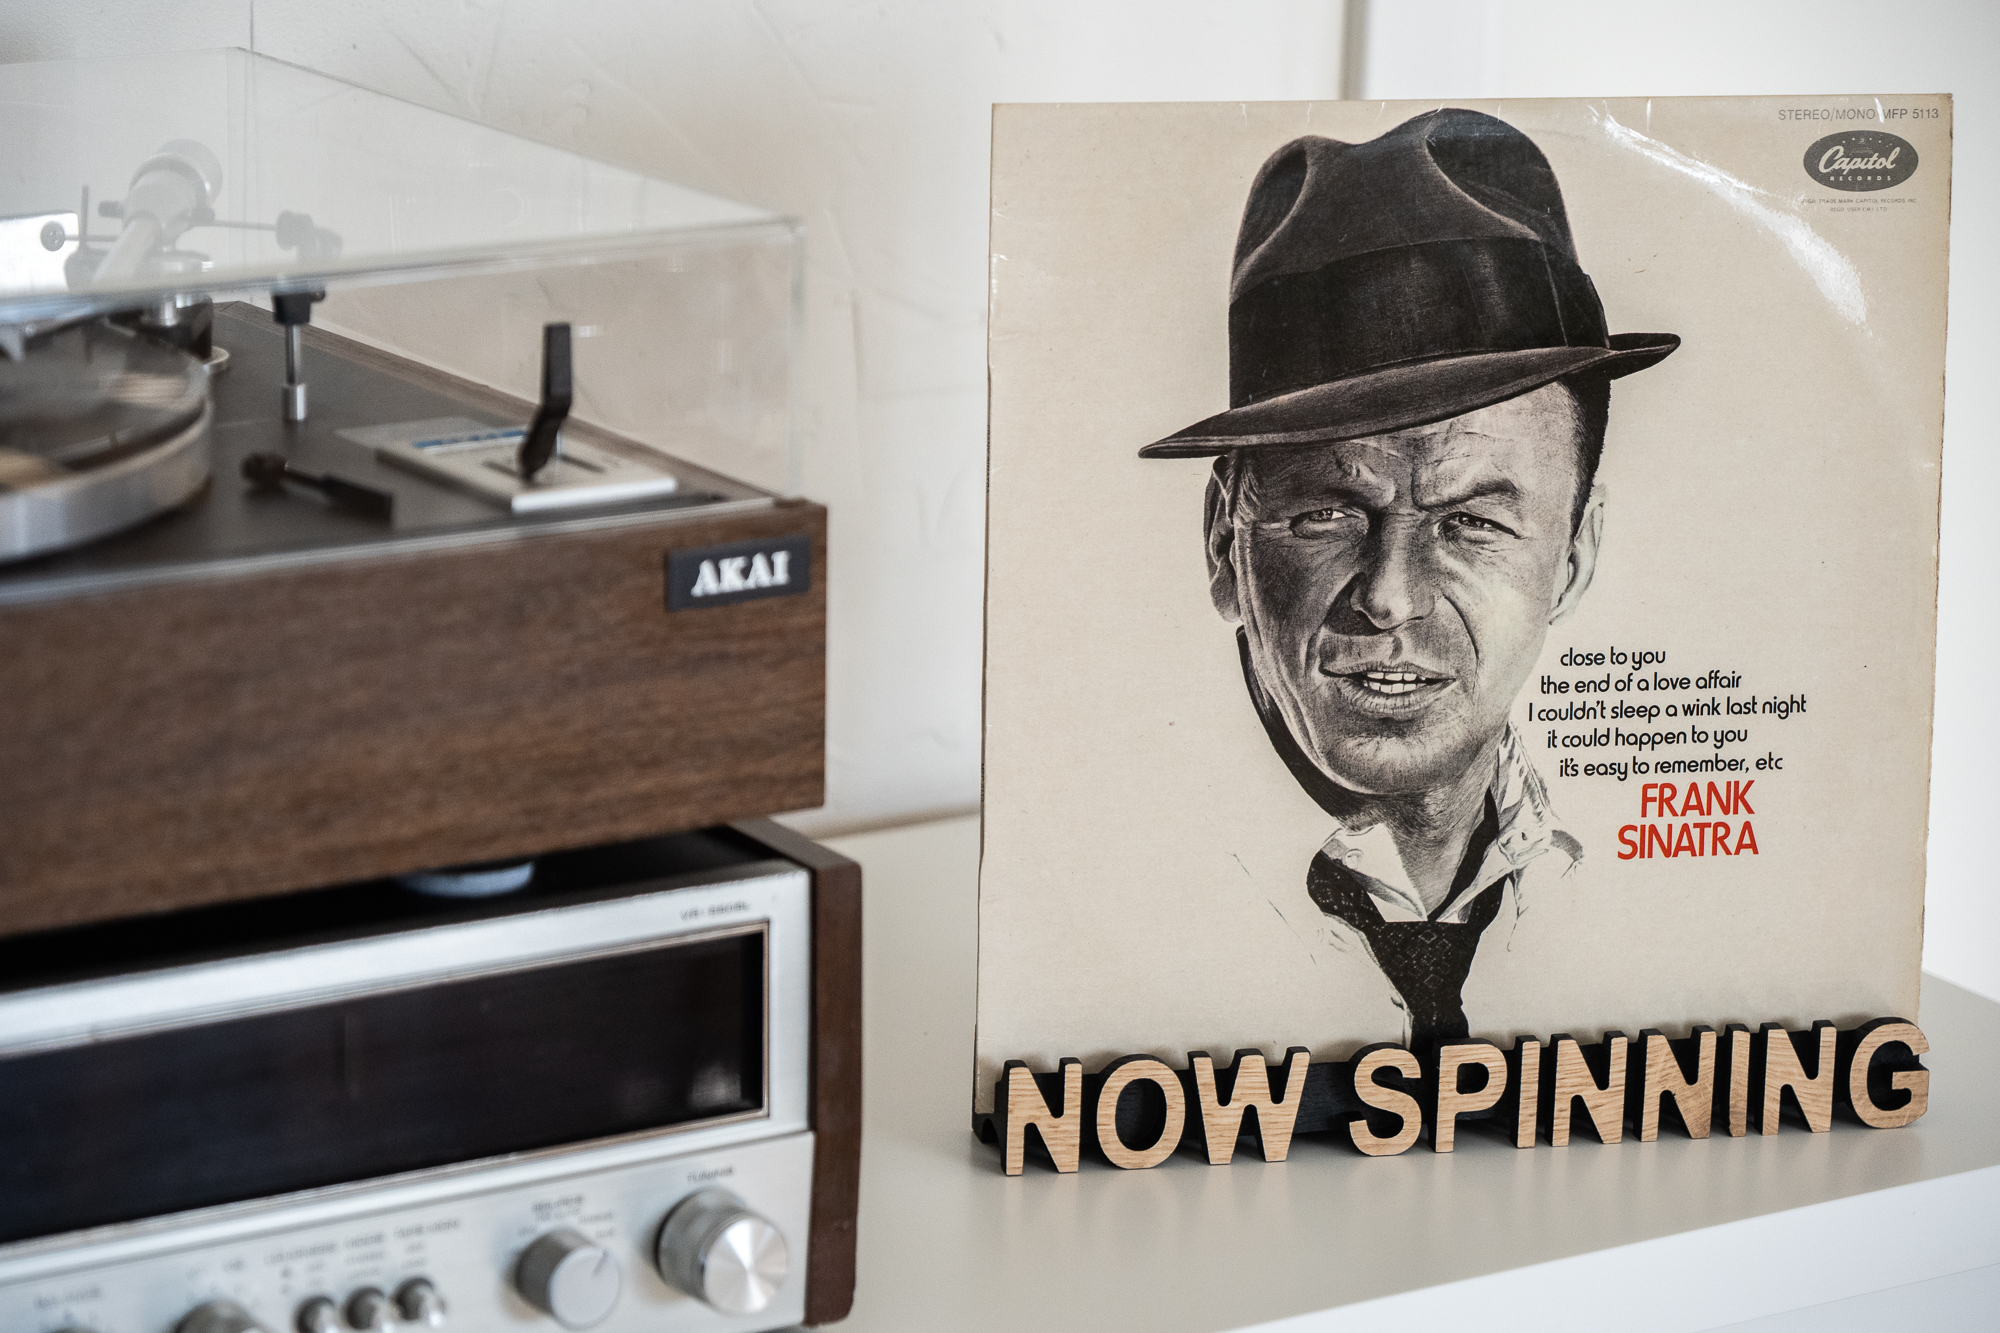 STEREO/MONO MFP 5113
Capitol
RECORDS
close to you
the end of a love affair
I couldn't sleep a wink last night
it could happen to you
it's easy to remember, etc
FRANK
SINATRA
NOW SPINNING
AKAI
TUNING